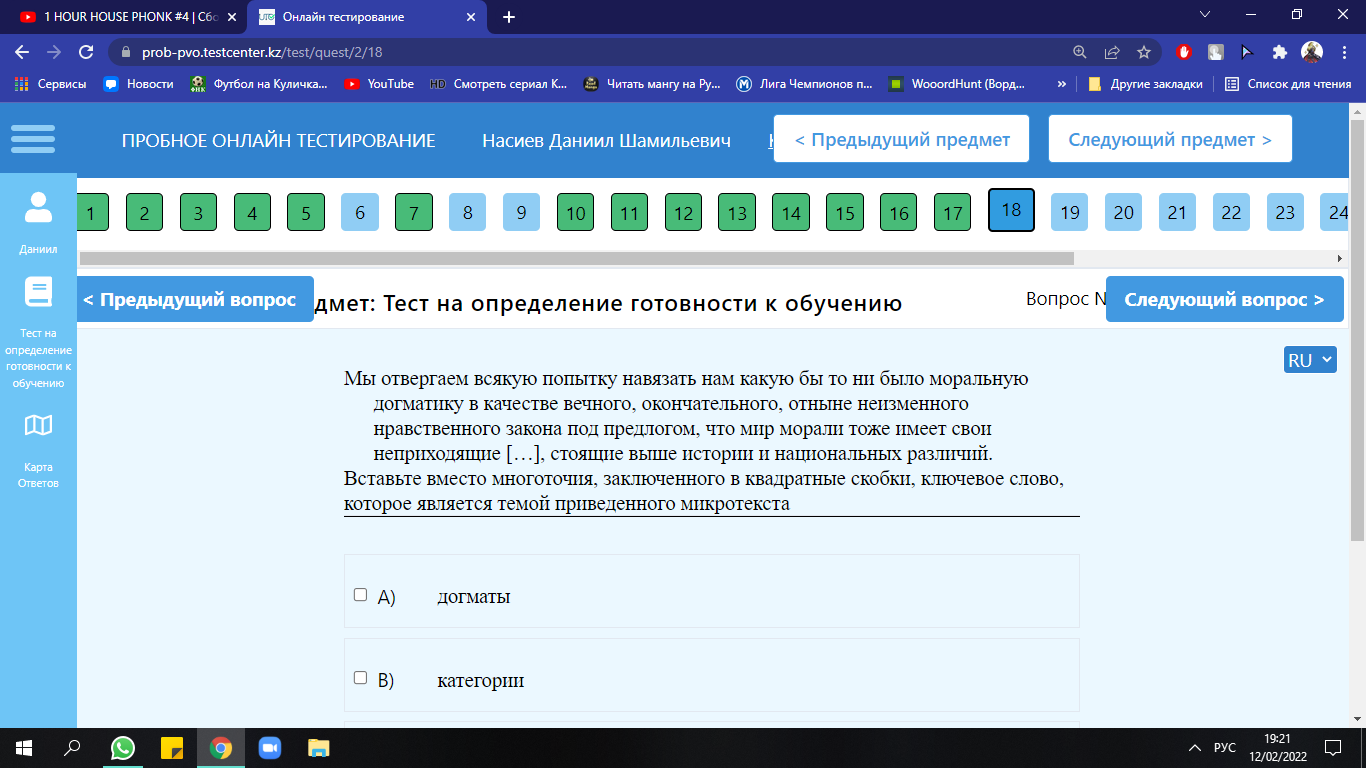 1 HOUR HOUSE PHONK #4 | Сбо
Онлайн тестирование
prob-pvo.testcenter.kz/test/quest/2/18
Сервисы
Новости
Футбол на Куличка...
YouTube
HD Смотреть сериал К...
Читать мангу на Ру...
Лига Чемпионов п...
WooordHunt (Ворд...
»
Другие закладки
Список для чтения
ПРОБНОЕ ОНЛАЙН ТЕСТИРОВАНИЕ
Насиев Даниил Шамильевич
< Предыдущий предмет
Следующий предмет >
1 2 3 4 5 6 7 8 9 10 11 12 13 14 15 16 17 18 19 20 21 22 23 24
Даниил
Тест на
определение
готовности к
обучению
Карта
Ответов
< Предыдущий вопрос
дмет: Тест на определение готовности к обучению
Вопрос N
Следующий вопрос >
RU
Мы отвергаем всякую попытку навязать нам какую бы то ни было моральную
догматику в качестве вечного, окончательного, отныне неизменного
нравственного закона под предлогом, что мир морали тоже имеет свои
неприходящие […], стоящие выше истории и национальных различий.
Вставьте вместо многоточия, заключенного в квадратные скобки, ключевое слово,
которое является темой приведенного микротекста
A) догматы
B) категории
РУС
19:21
12/02/2022